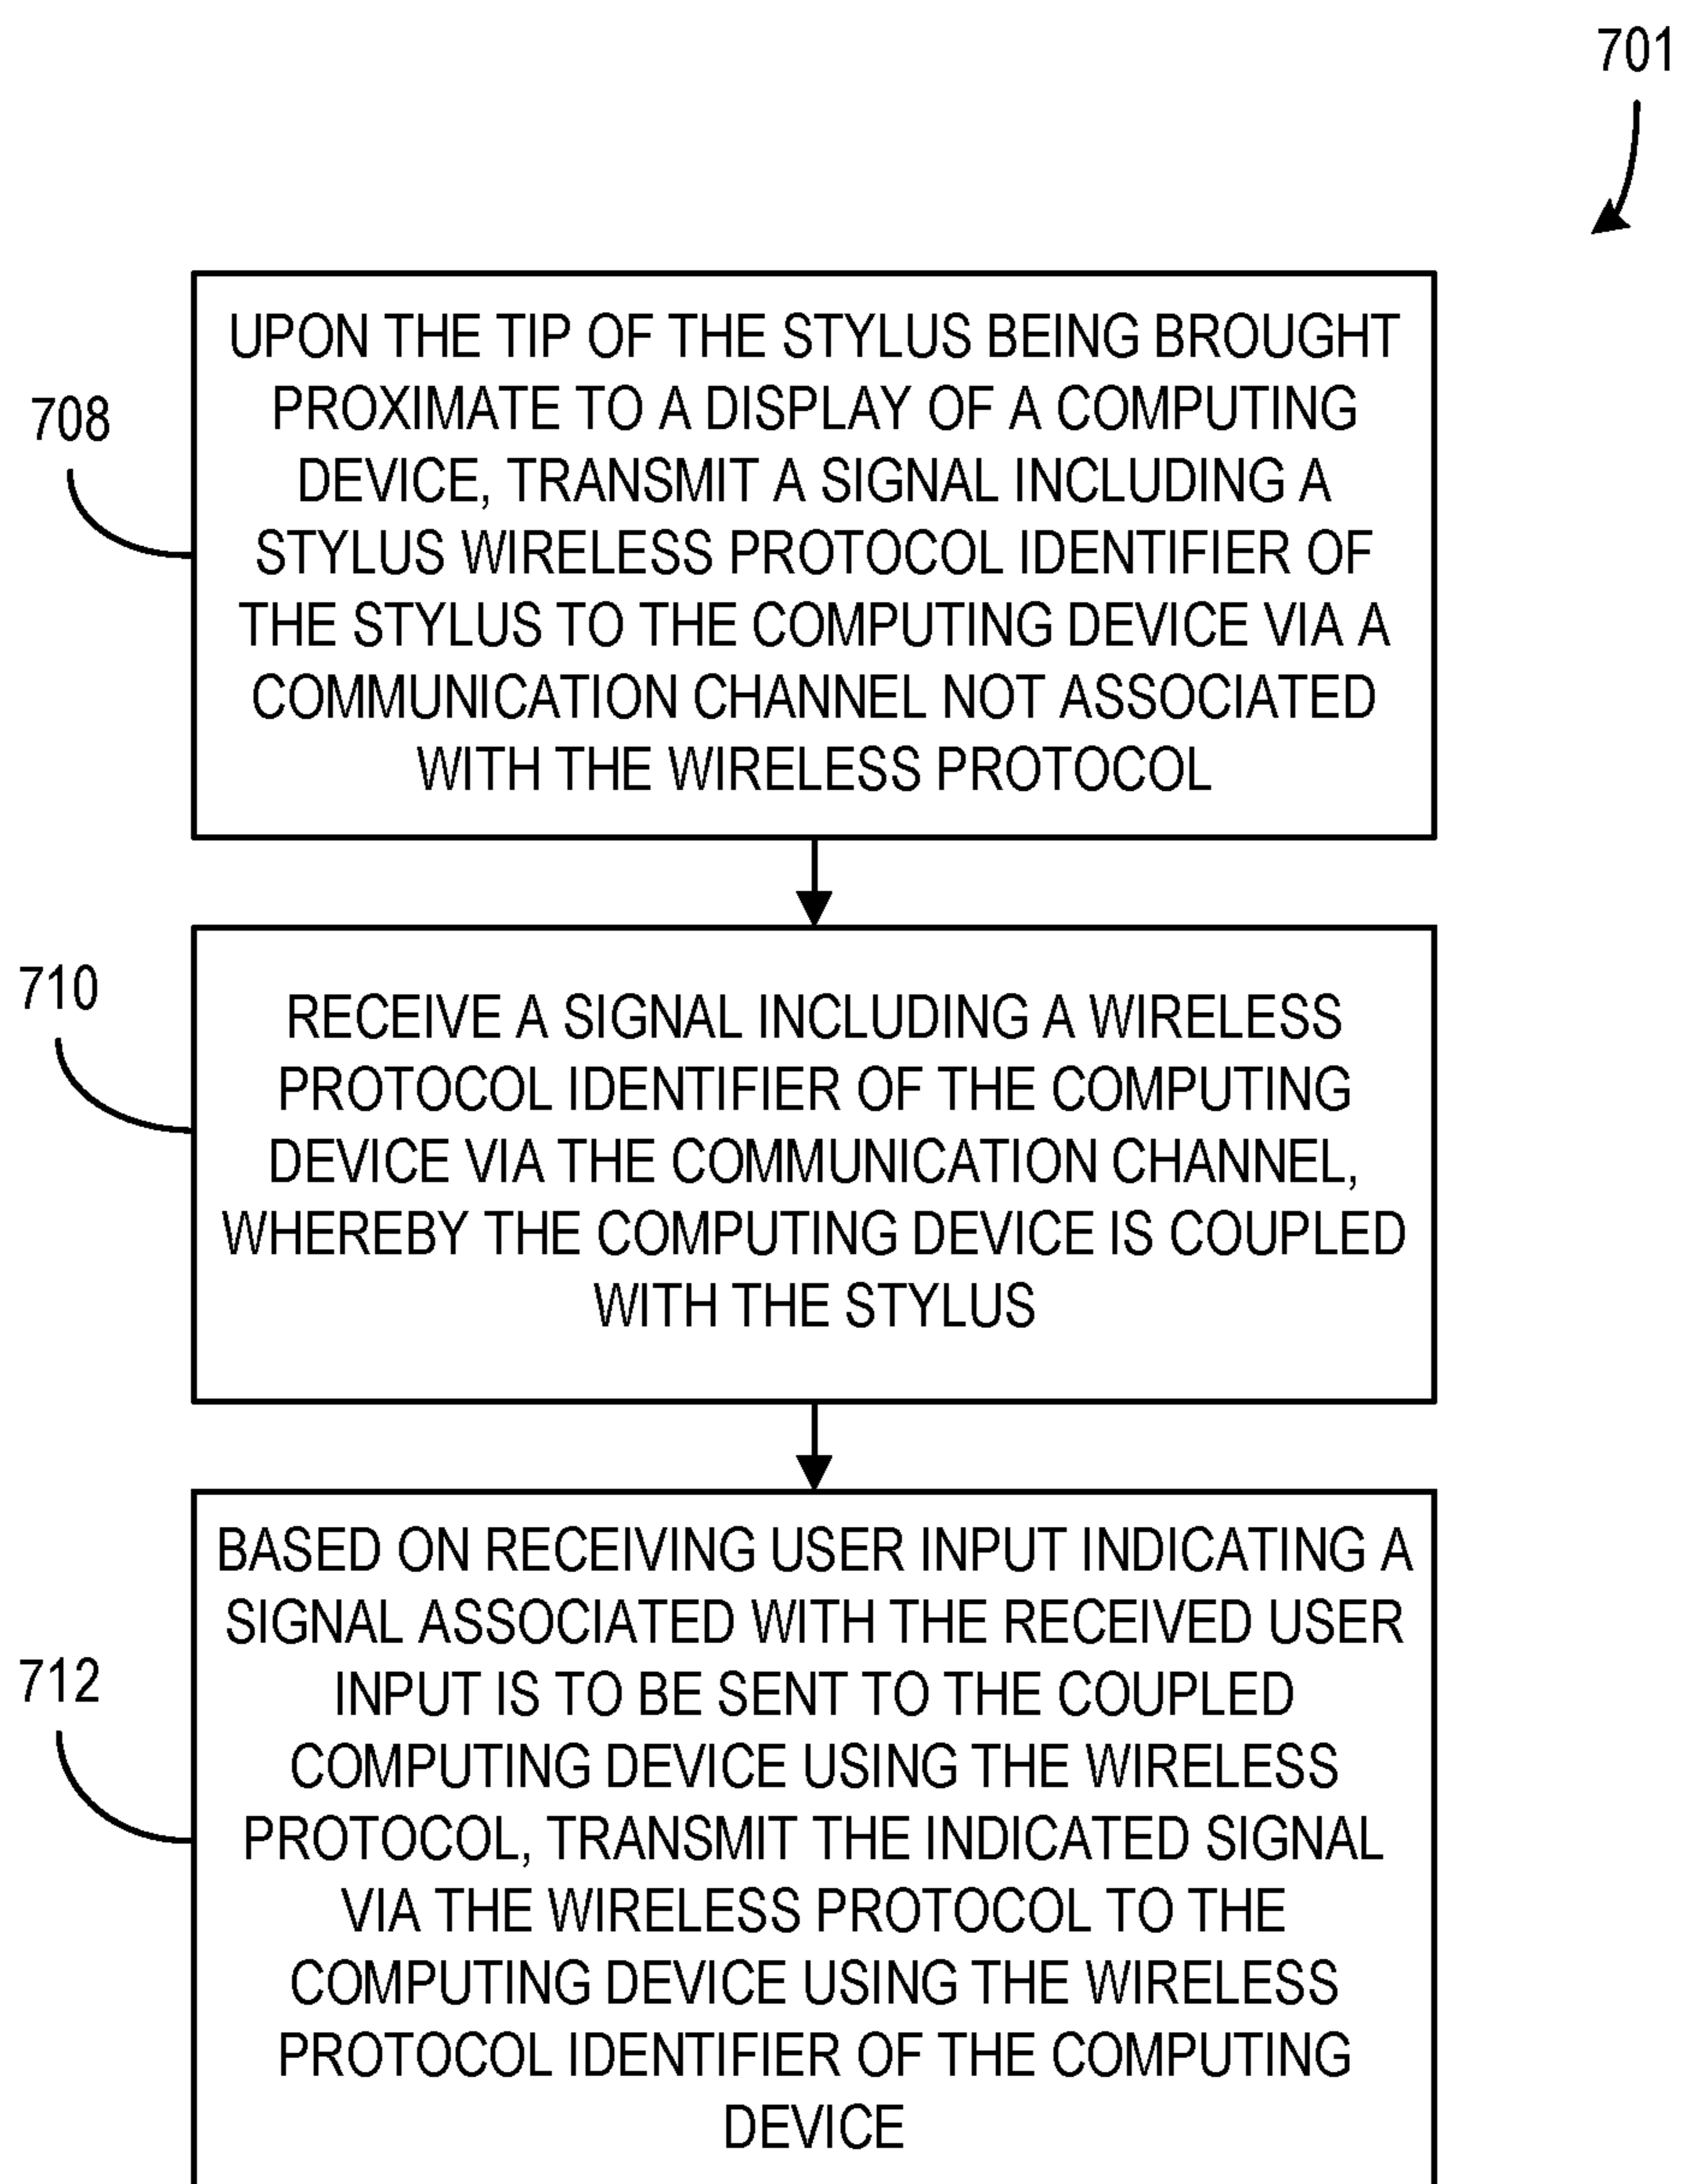 701
708
UPON THE TIP OF THE STYLUS BEING BROUGHT
PROXIMATE TO A DISPLAY OF A COMPUTING
DEVICE, TRANSMIT A SIGNAL INCLUDING A
STYLUS WIRELESS PROTOCOL IDENTIFIER OF
THE STYLUS TO THE COMPUTING DEVICE VIA A
COMMUNICATION CHANNEL NOT ASSOCIATED
WITH THE WIRELESS PROTOCOL
710
RECEIVE A SIGNAL INCLUDING A WIRELESS
PROTOCOL IDENTIFIER OF THE COMPUTING
DEVICE VIA THE COMMUNICATION CHANNEL,
WHEREBY THE COMPUTING DEVICE IS COUPLED
WITH THE STYLUS
712
BASED ON RECEIVING USER INPUT INDICATING A
SIGNAL ASSOCIATED WITH THE RECEIVED USER
INPUT IS TO BE SENT TO THE COUPLED
COMPUTING DEVICE USING THE WIRELESS
PROTOCOL, TRANSMIT THE INDICATED SIGNAL
VIA THE WIRELESS PROTOCOL TO THE
COMPUTING DEVICE USING THE WIRELESS
PROTOCOL IDENTIFIER OF THE COMPUTING
DEVICE